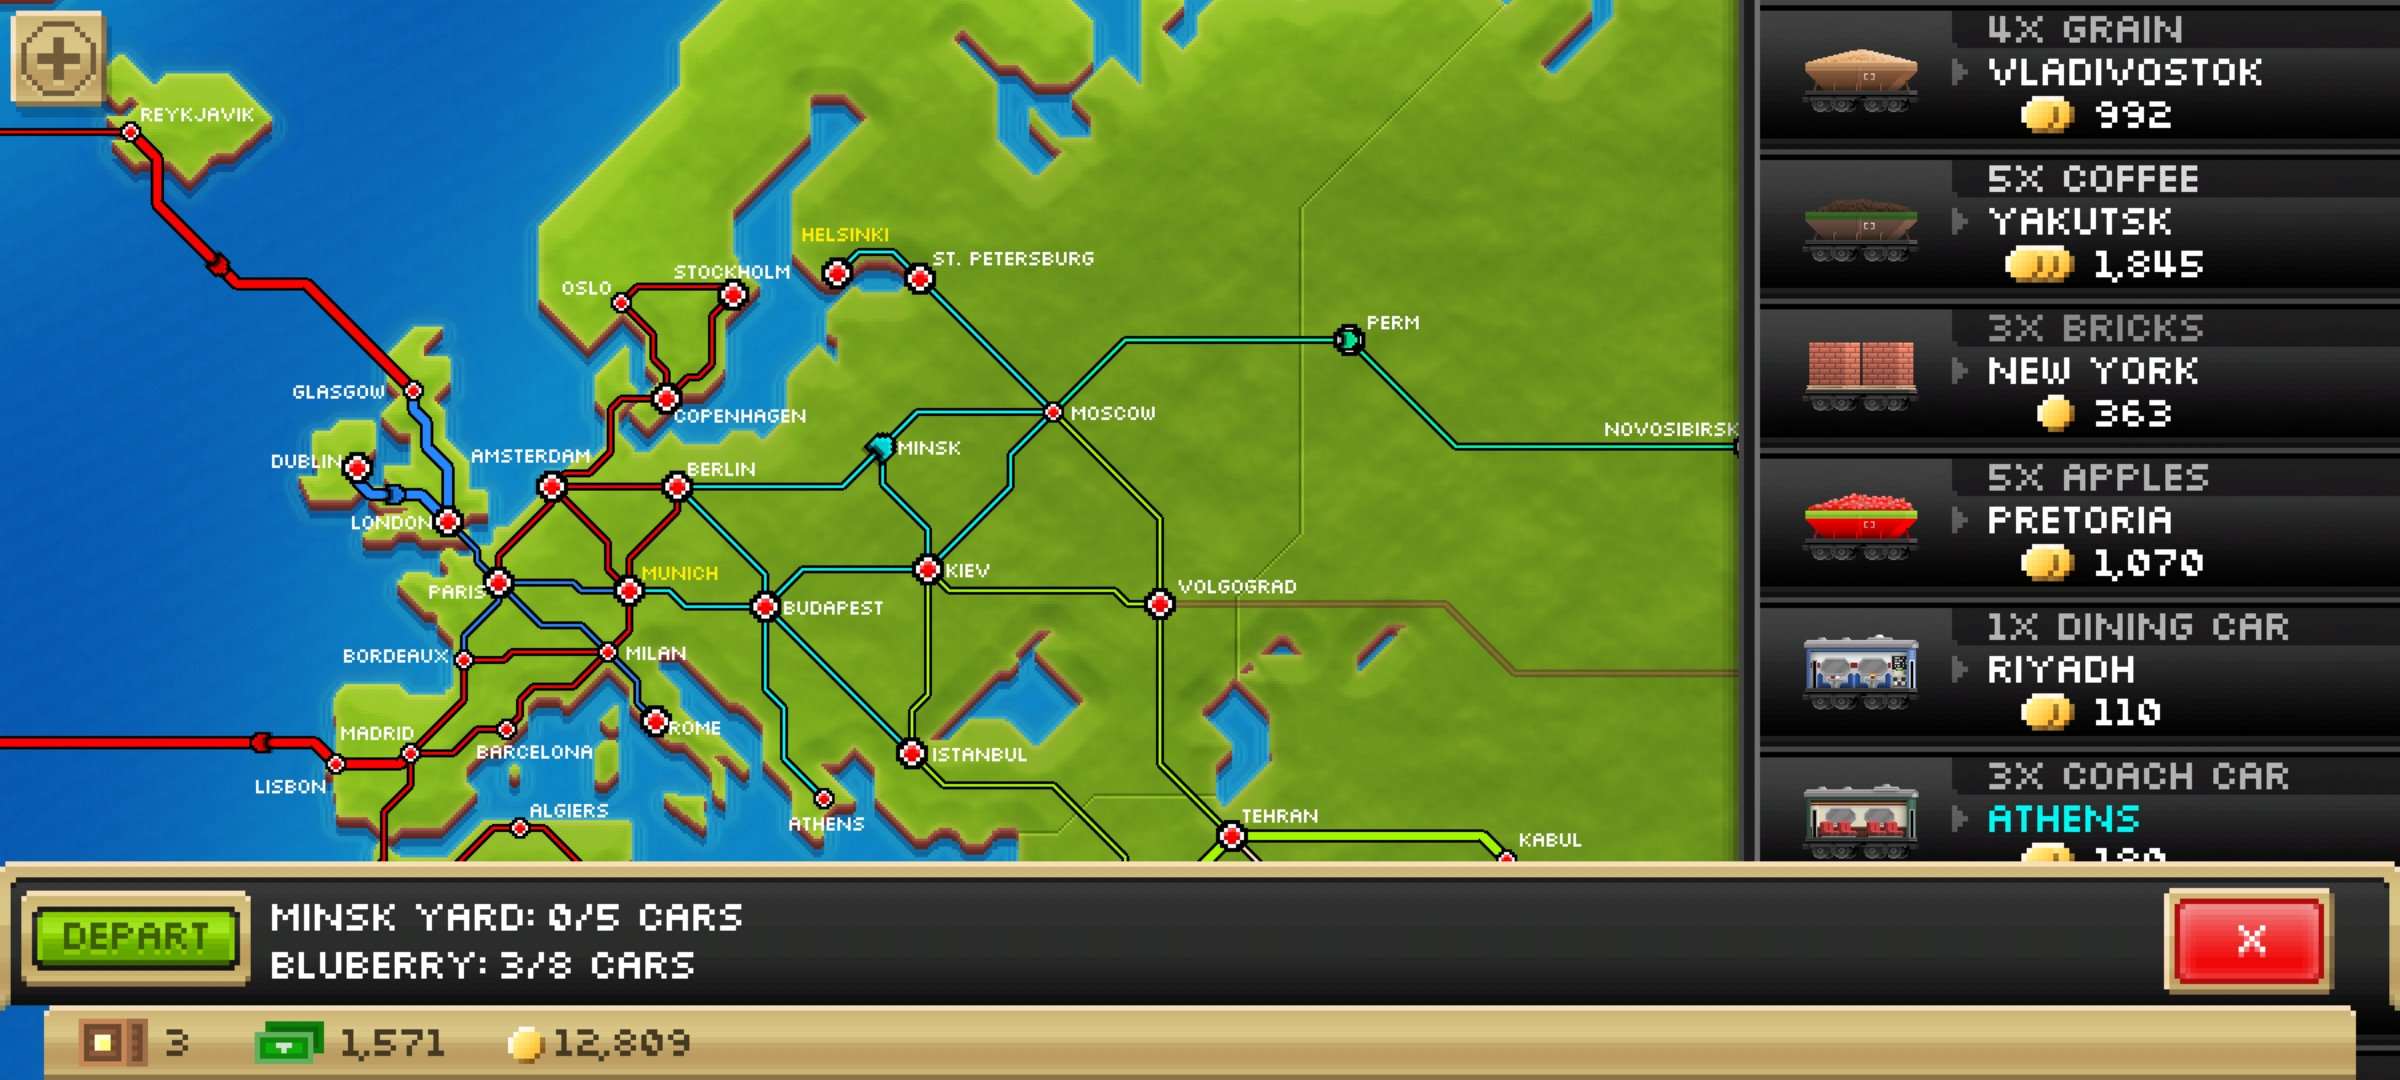 REYKJAVIK
HELSINKI
ST. PETERSBURG
OSLO
STOCKHOLM
PERM
GLASGOW
COPENHAGEN
MOSCOW
NOVOSIBIRSK
DUBLIN
AMSTERDAM
BERLIN
MINSK
LONDON
PARIS
MUNICH
KIEV
BUDAPEST
VOLGOGRAD
BORDEAUX
MILAN
MADRID
BARCELONA
ROME
ISTANBUL
LISBON
ALGIERS
ATHENS
TEHRAN
KABUL
4X GRAIN
VLADIVOSTOK
992
5X COFFEE
YAKUTSK
1,845
3X BRICKS
NEW YORK
363
5X APPLES
PRETORIA
1,070
1X DINING CAR
RIYADH
110
3X COACH CAR
ATHENS
DEPART
MINSK YARD: 0/5 CARS
BLUBERRY: 3/8 CARS
X
3
1,571
12,809